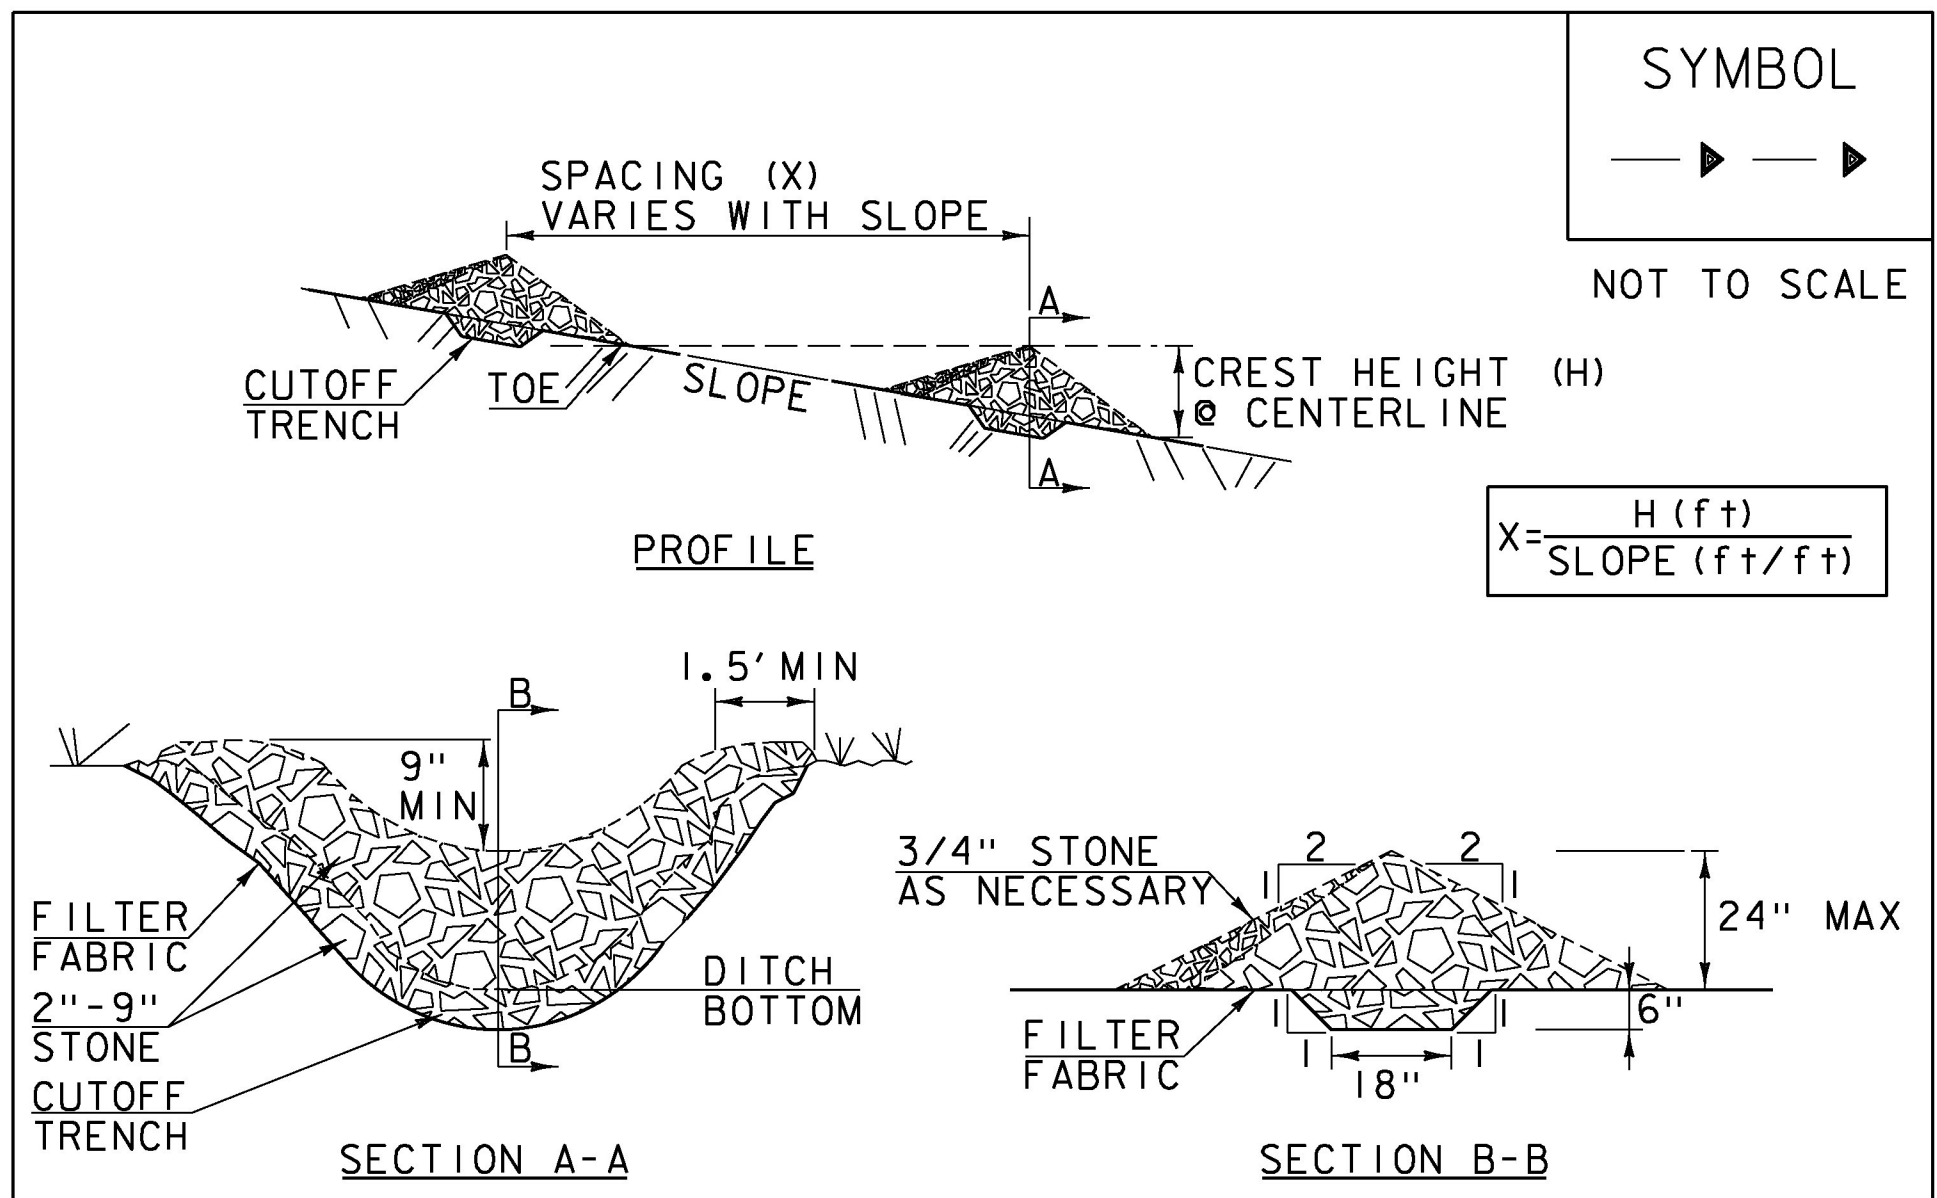 SYMBOL
NOT TO SCALE
SPACING (X)
VARIES WITH SLOPE
A
CREST HEIGHT (H)
@ CENTERLINE
CUTOFF
TRENCH
TOE
SLOPE
A
PROFILE
X=H(ft)
SLOPE(ft/ft)
1.5' MIN
B
9"
MIN
FILTER
FABRIC
2"-9"
STONE
CUTOFF
TRENCH
DITCH
BOTTOM
B
SECTION A-A
3/4" STONE
AS NECESSARY
2
2
1
1
24" MAX
6"
FILTER
FABRIC
1
1
1
1
18"
SECTION B-B